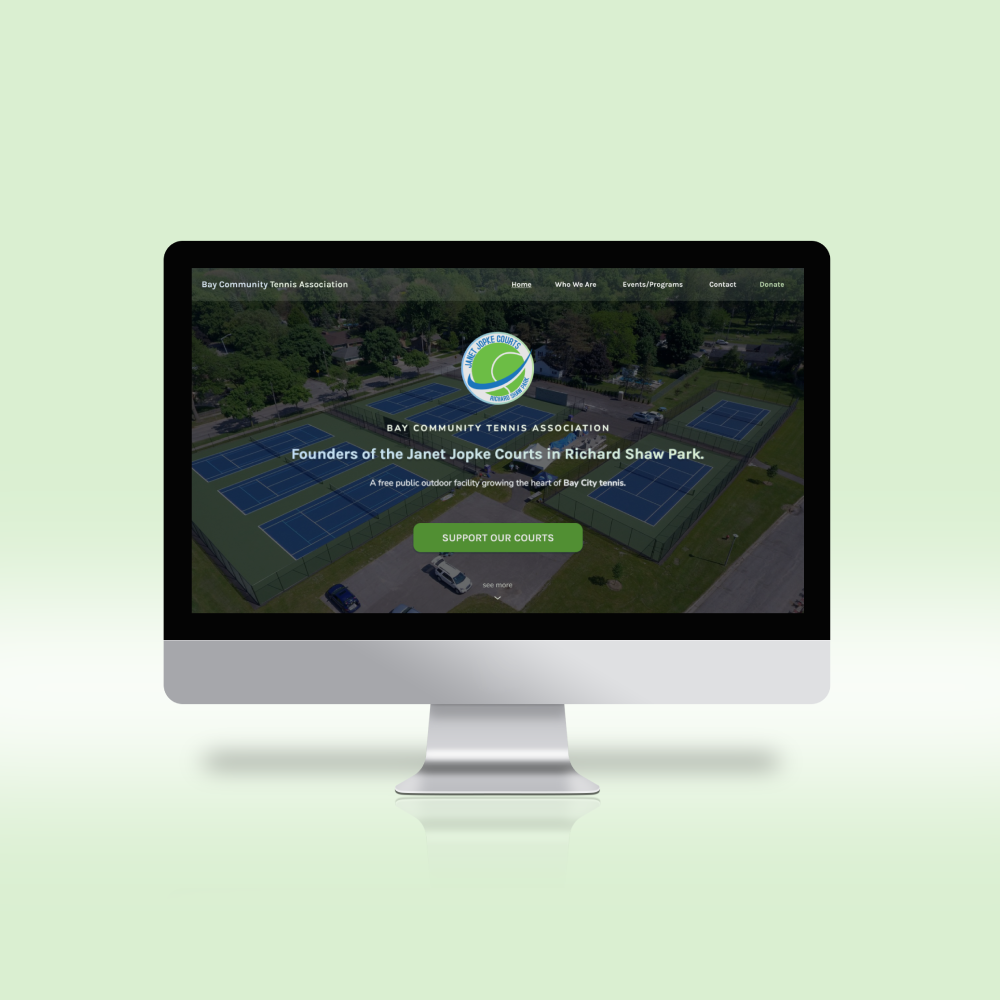 Bay Community Tennis Association
Home
Who We Are
Events/Programs
Contact
Donate
JANET JOPKE COURTS
RICHARD SHAW PARK
BAY COMMUNITY TENNIS ASSOCIATION
Founders of the Janet Jopke Courts in Richard Shaw Park.
A free public outdoor facility growing the heart of Bay City tennis.
SUPPORT OUR COURTS
see more